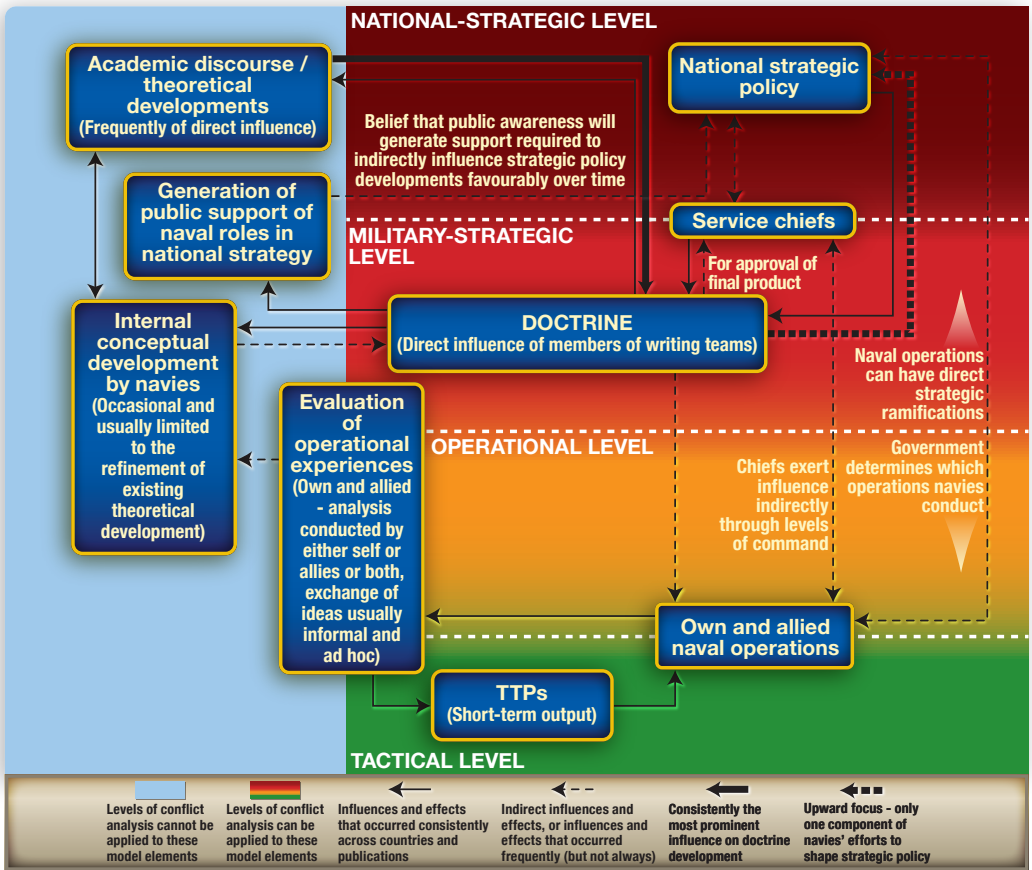 NATIONAL-STRATEGIC LEVEL
Academic discourse /
theoretical
developments
(Frequently of direct influence)
National strategic
policy
Belief that public awareness will
generate support required to
indirectly influence strategic policy
developments favourably over time
Generation of
public support of
naval roles in
national strategy
Service chiefs
MILITARY-STRATEGIC
LEVEL
For approval of
final product
Internal
conceptual
development
by navies
(Occasional and
usually limited
to the
refinement of
existing
theoretical
development)
DOCTRINE
(Direct influence of members of writing teams)
Naval operations
can have direct
strategic
ramifications
Evaluation
of
operational
experiences
(Own and allied
- analysis
conducted by
either self or
allies or both,
exchange of
ideas usually
informal and
ad hoc)
OPERATIONAL LEVEL
Chiefs exert
influence
indirectly
through levels
of command
Government
determines which
operations navies
conduct
Own and allied
naval operations
TTPs
(Short-term output)
TACTICAL LEVEL
Levels of conflict
analysis cannot be
applied to these
model elements
Levels of conflict
analysis can be
applied to these
model elements
Influences and effects
that occurred consistently
across countries and
publications
Indirect influences and
effects, or influences and
effects that occurred
frequently (but not always)
Consistently the
most prominent
influence on doctrine
development
Upward focus - only
one component of
navies' efforts to
shape strategic policy